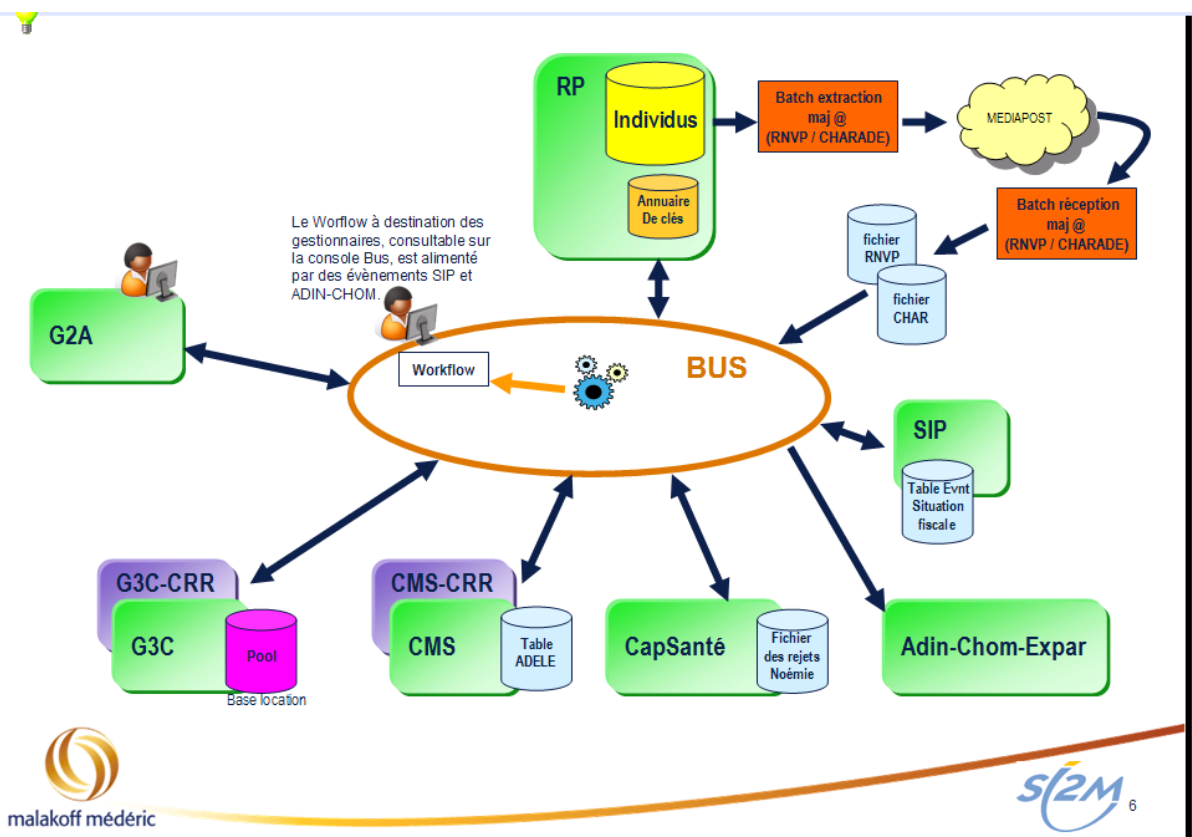 RP
Individus
Annuaire
De clés
Batch extraction
maj @
(RNVP / CHARADE)
MEDIAPOST
Batch réception
maj @
(RNVP / CHARADE)
fichier
RNVP
fichier
CHAR
Le Worflow à destination des
gestionnaires, consultable sur
la console Bus, est alimenté
par des évènements SIP et
ADIN-CHOM.
G2A
Workflow
BUS
SIP
Table Evnt
Situation
fiscale
G3C-CRR
G3C
Pool
Base location
CMS-CRR
CMS
Table
ADELE
CapSanté
Fichier
des rejets
Noémie
Adin-Chom-Expar
malakoff médéric
Si2M
6